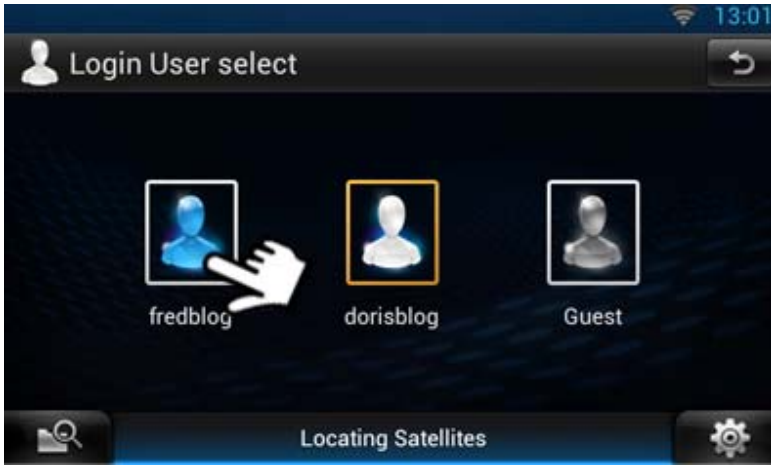 13:01
Login User select
fredblog
dorisblog
Guest
Locating Satellites